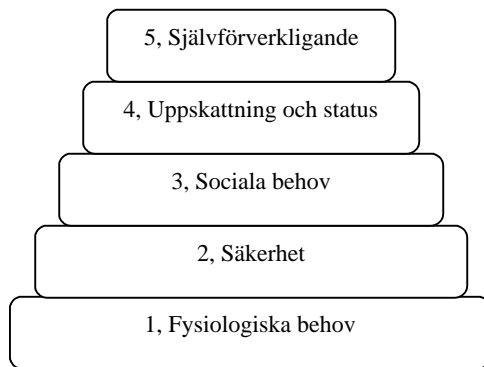 5, Självförverkligande
4, Uppskattning och status
3, Sociala behov
2, Säkerhet
1, Fysiologiska behov